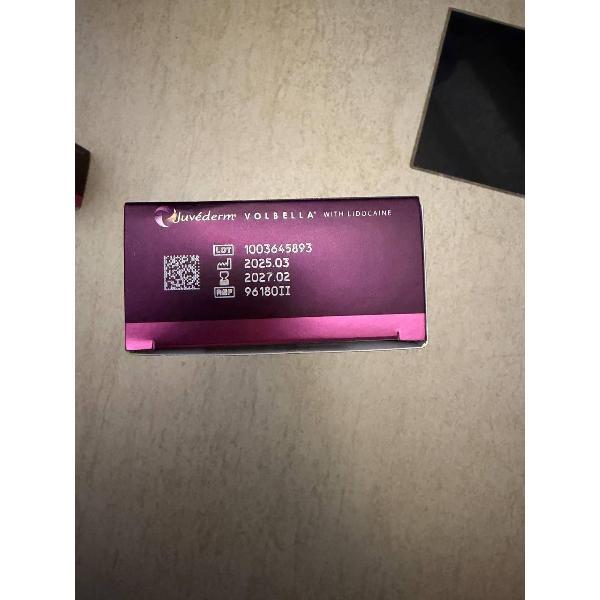 Juvéderm® VOLBELLA® WITH LIDOCAINE
LOT 1003645893
2025.03
2027.02
REF 96180II